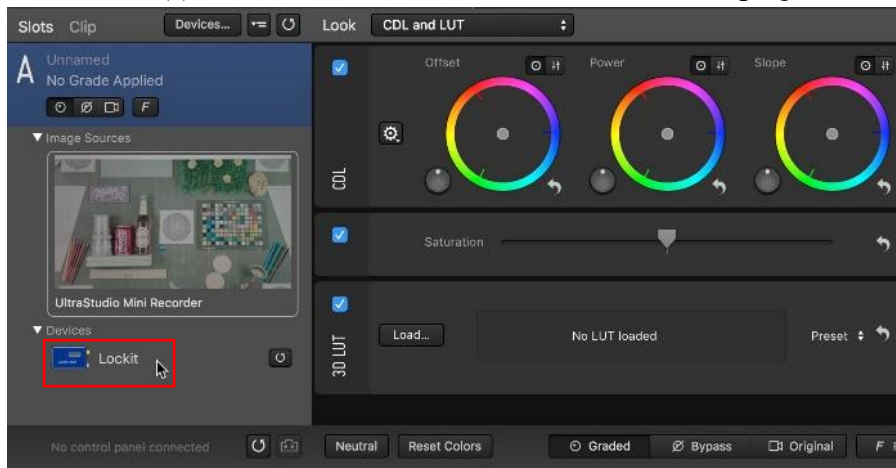 Slots Clip Devices... Look CDL and LUT
A Unnamed
No Grade Applied
F
Offset Power Slope
Image Sources
CDL
Saturation
UltraStudio Mini Recorder
Devices
Lockit
3D LUT
Load... No LUT loaded Preset
No control panel connected Neutral Reset Colors Graded Bypass Original F